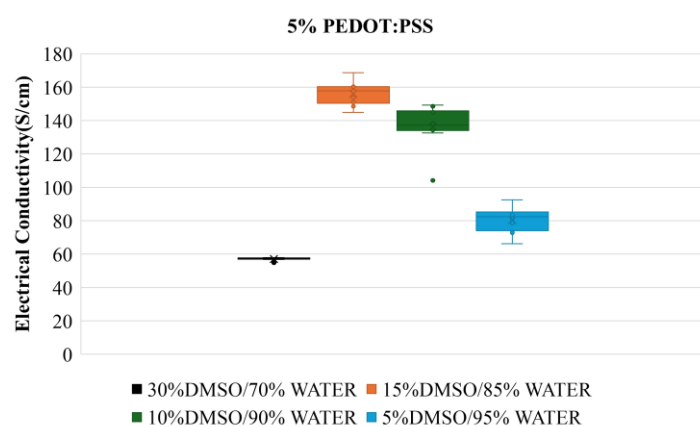 5% PEDOT:PSS
Electrical Conductivity(S/cm)
180
160
140
120
100
80
60
40
20
0
30%DMSO/70% WATER 15%DMSO/85% WATER
10%DMSO/90% WATER 5%DMSO/95% WATER